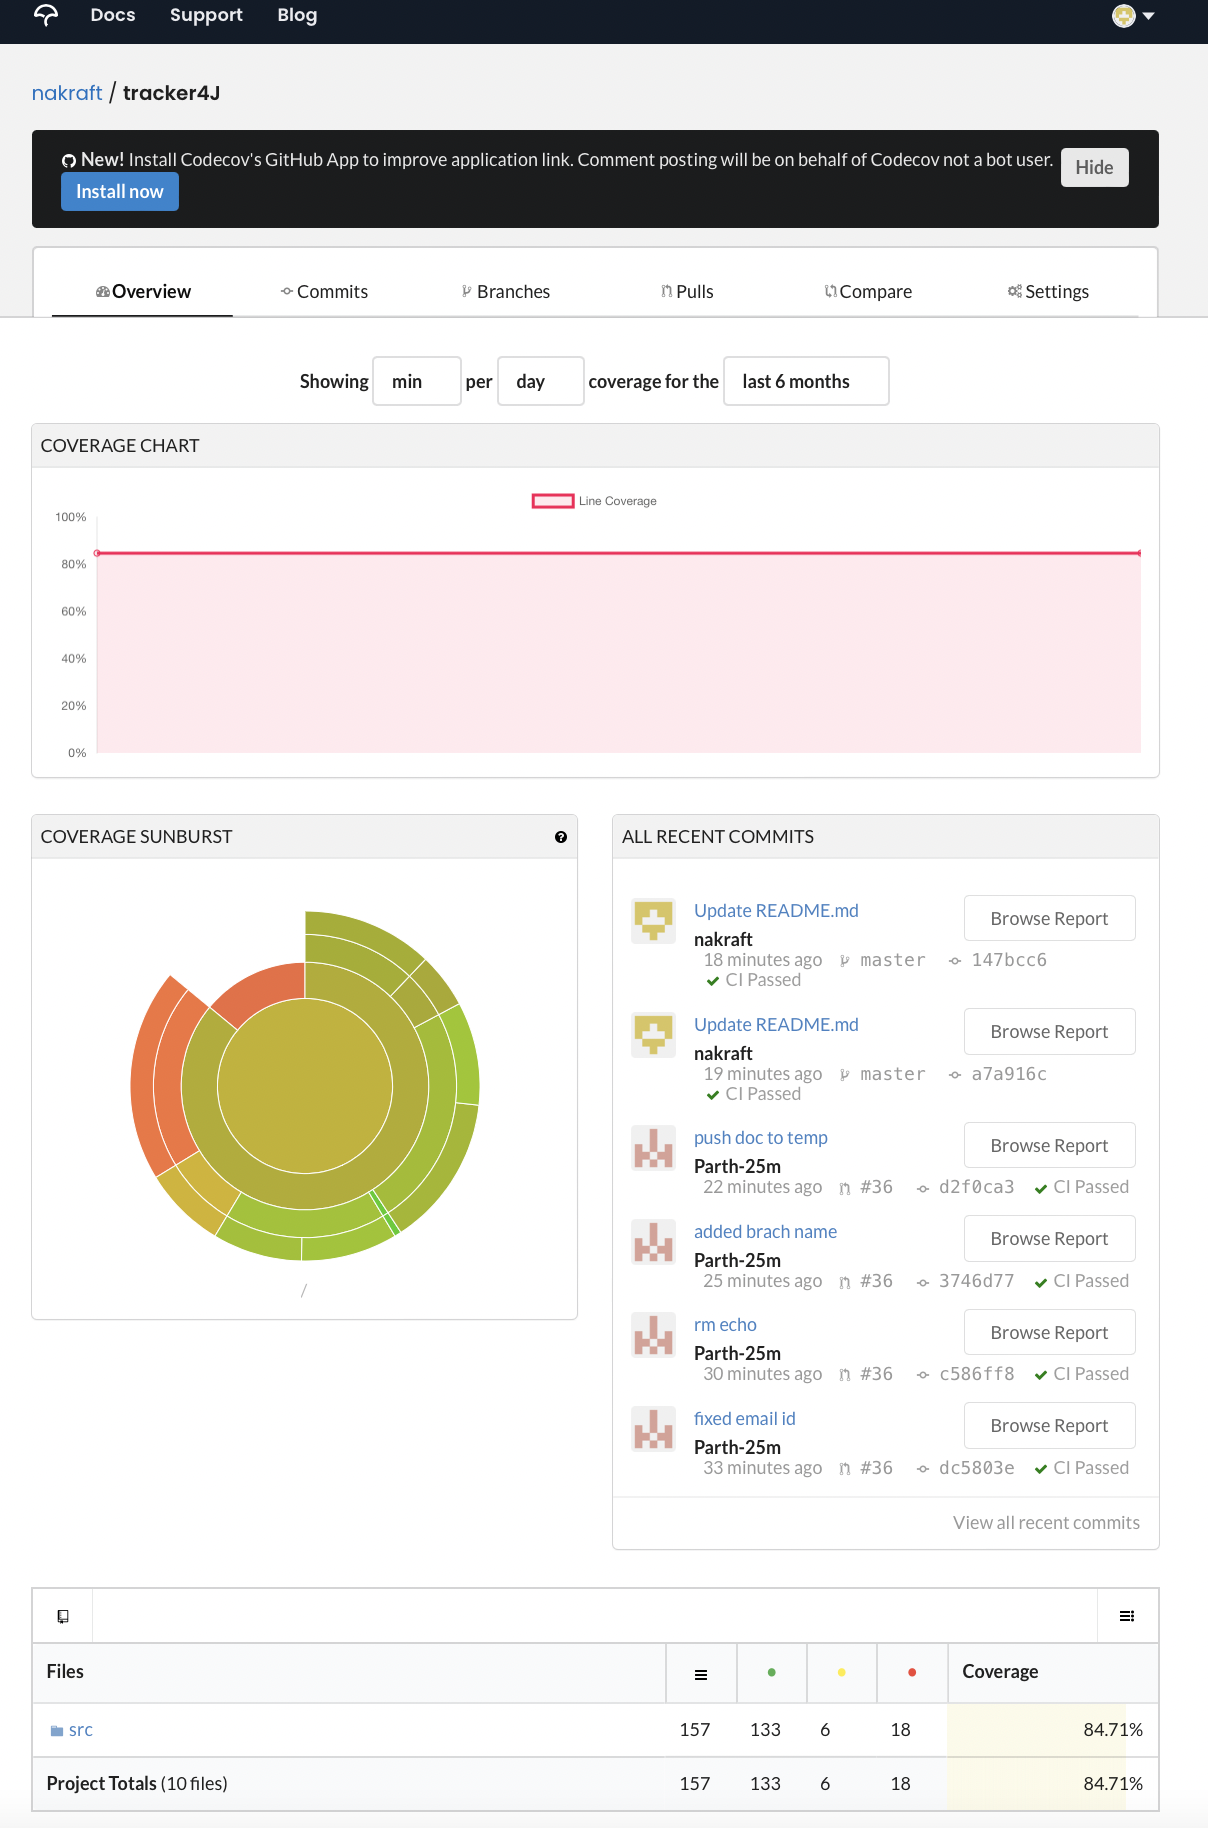 Docs Support Blog
nakraft / tracker4J
New! Install Codecov's GitHub App to improve application link. Comment posting will be on behalf of Codecov not a bot user.
Hide
Install now
Overview Commits Branches Pulls Compare Settings
Showing min per day coverage for the last 6 months
COVERAGE CHART
Line Coverage
100%
80%
60%
40%
20%
0%
COVERAGE SUNBURST
/
ALL RECENT COMMITS
Update README.md
Browse Report
nakraft
18 minutes ago master 147bcc6
CI Passed
Update README.md
Browse Report
nakraft
19 minutes ago master a7a916c
CI Passed
push doc to temp
Browse Report
Parth-25m
22 minutes ago #36 d2f0ca3 CI Passed
added brach name
Browse Report
Parth-25m
25 minutes ago #36 3746d77 CI Passed
rm echo
Browse Report
Parth-25m
30 minutes ago #36 c586ff8 CI Passed
fixed email id
Browse Report
Parth-25m
33 minutes ago #36 dc5803e CI Passed
View all recent commits
Files Coverage
src 157 133 6 18 84.71%
Project Totals (10 files) 157 133 6 18 84.71%